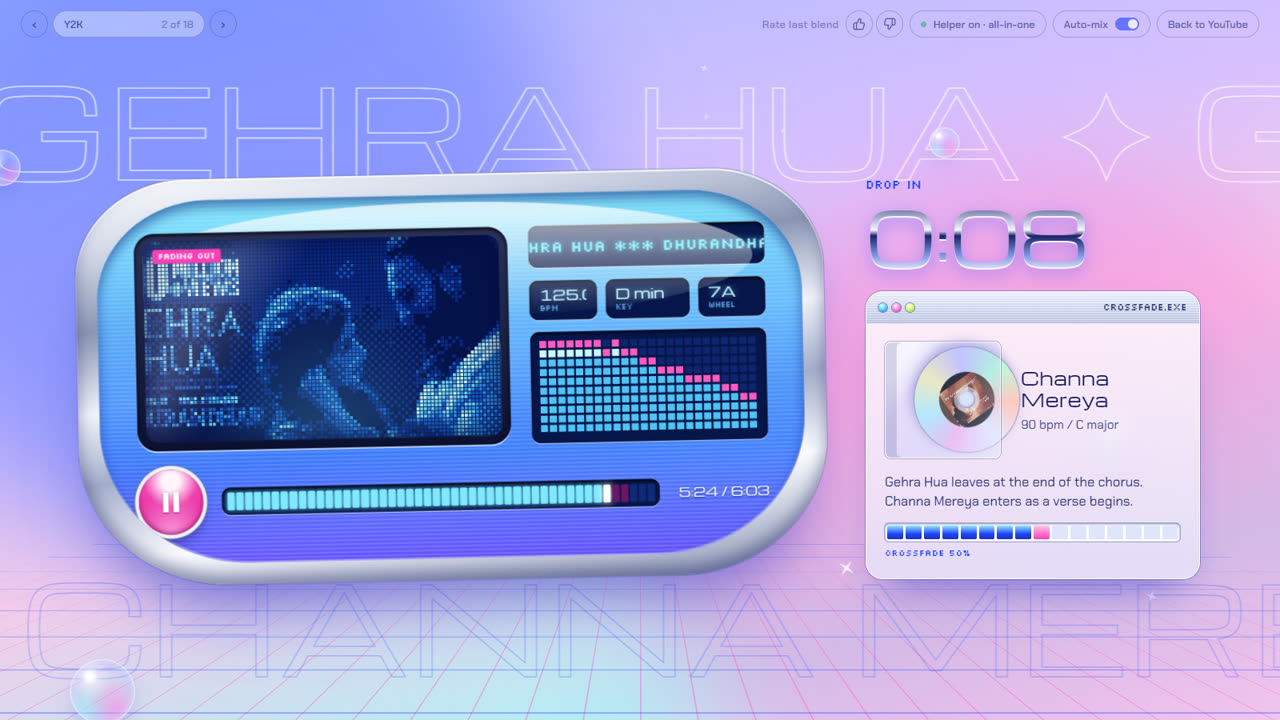 Y2K
2 of 18
Rate last blend
Helper on · all-in-one
Auto-mix
Back to YouTube
GEHRA HUA ✦ G
DROP IN
0:08
FADING OUT
GEHRA
HUA
HRA HUA *** DHURANDHA
125.0
BPM
D min
KEY
7A
WHEEL
CROSSFADE.EXE
Channa
Mereya
90 bpm / C major
Gehra Hua leaves at the end of the chorus.
Channa Mereya enters as a verse begins.
CROSSFADE 50%
5:24 / 6:03
CHANNA MERE